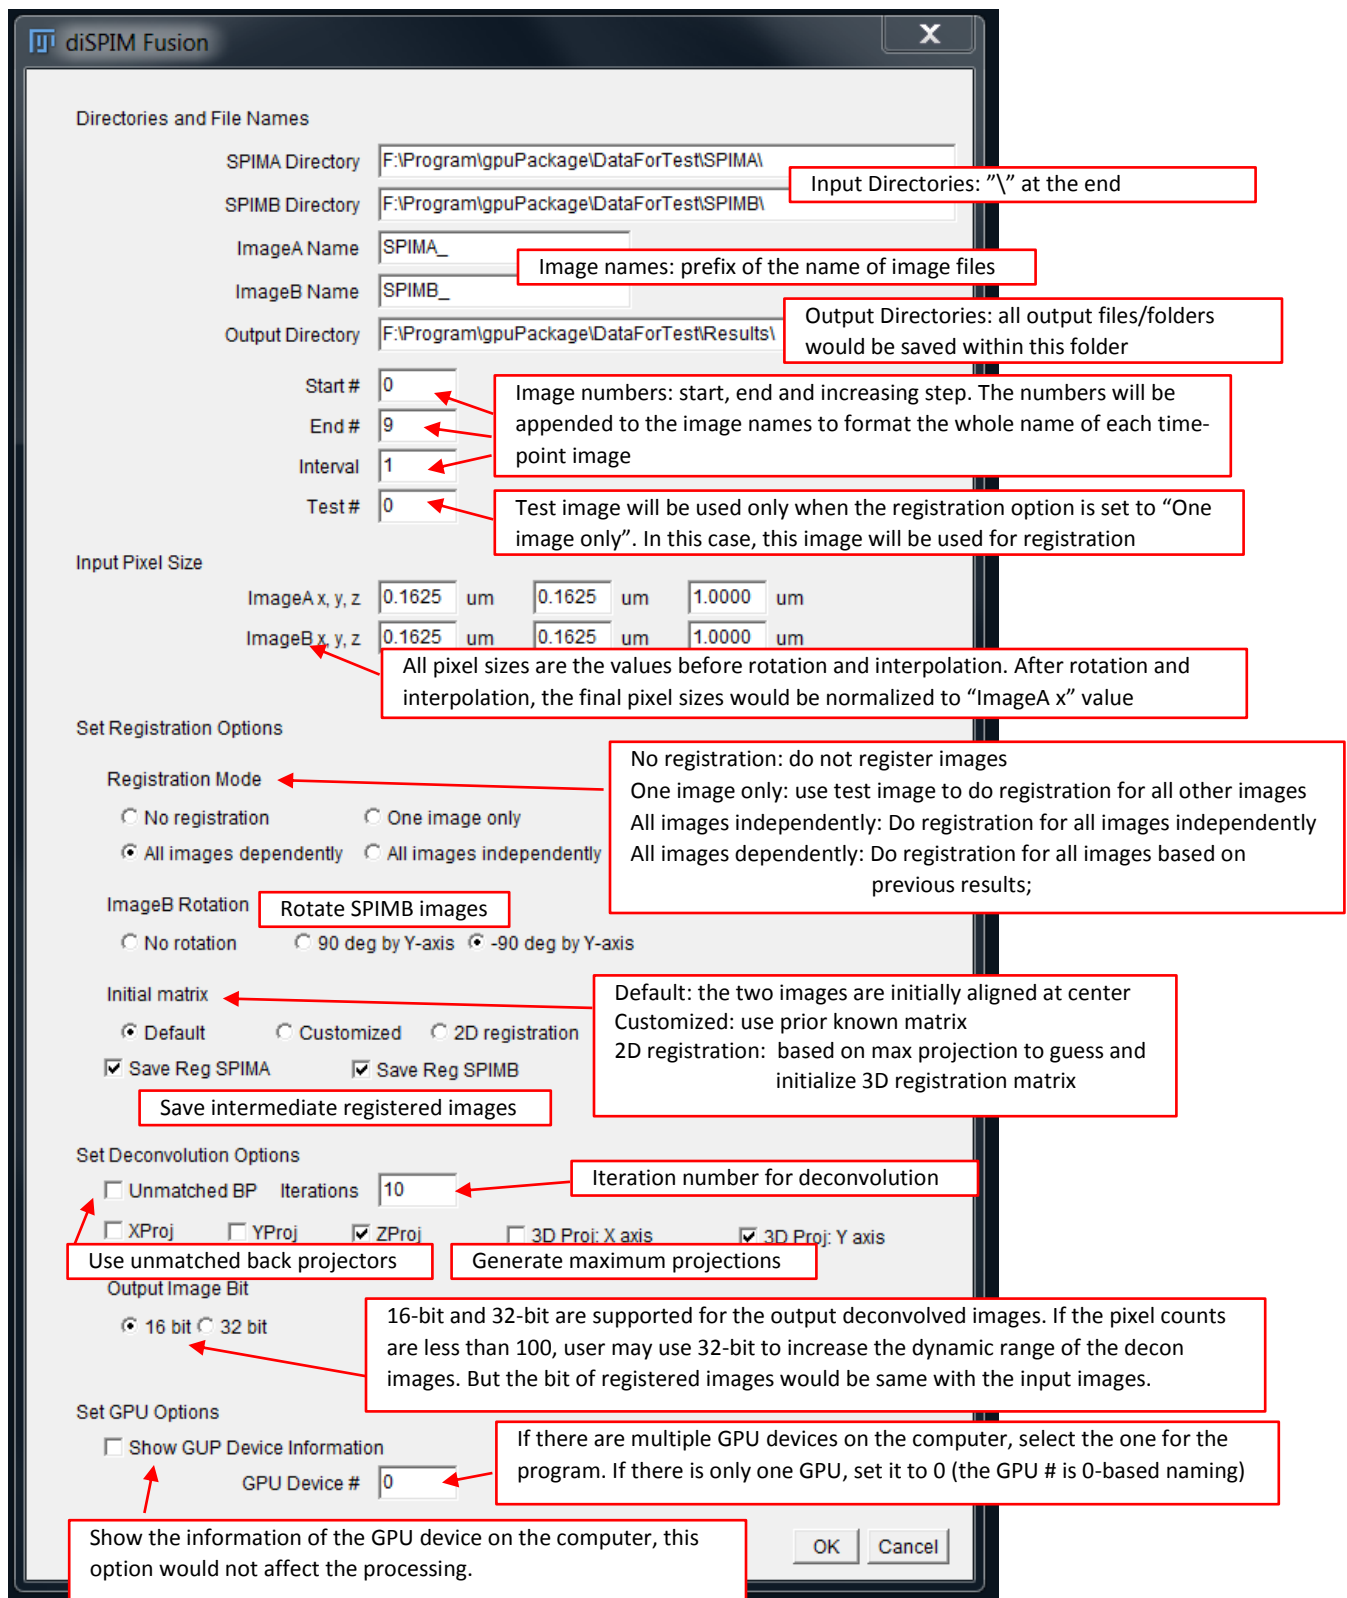 diSPIM Fusion
X
Directories and File Names
SPIMA Directory F:\Program\gpuPackage\DataForTest\SPIMA\
Input Directories: ”\” at the end
SPIMB Directory F:\Program\gpuPackage\DataForTest\SPIMB\
ImageA Name SPIMA_
Image names: prefix of the name of image files
ImageB Name SPIMB_
Output Directory F:\Program\gpuPackage\DataForTest\Results\
Output Directories: all output files/folders
would be saved within this folder
Start # 0
End # 9
Interval 1
Image numbers: start, end and increasing step. The numbers will be
appended to the image names to format the whole name of each time-
point image
Test # 0
Test image will be used only when the registration option is set to “One
image only”. In this case, this image will be used for registration
Input Pixel Size
ImageA x, y, z 0.1625 um 0.1625 um 1.0000 um
ImageB x, y, z 0.1625 um 0.1625 um 1.0000 um
All pixel sizes are the values before rotation and interpolation. After rotation and
interpolation, the final pixel sizes would be normalized to “ImageA x” value
Set Registration Options
Registration Mode
No registration One image only
All images dependently All images independently
No registration: do not register images
One image only: use test image to do registration for all other images
All images independently: Do registration for all images independently
All images dependently: Do registration for all images based on
previous results;
ImageB Rotation
Rotate SPIMB images
No rotation 90 deg by Y-axis -90 deg by Y-axis
Initial matrix
Default Customized 2D registration
Default: the two images are initially aligned at center
Customized: use prior known matrix
2D registration: based on max projection to guess and
initialize 3D registration matrix
Save Reg SPIMA Save Reg SPIMB
Save intermediate registered images
Set Deconvolution Options
Unmatched BP Iterations 10
Iteration number for deconvolution
XProj YProj ZProj 3D Proj: X axis 3D Proj: Y axis
Use unmatched back projectors
Generate maximum projections
Output Image Bit
16 bit 32 bit
16-bit and 32-bit are supported for the output deconvolved images. If the pixel counts
are less than 100, user may use 32-bit to increase the dynamic range of the decon
images. But the bit of registered images would be same with the input images.
Set GPU Options
Show GUP Device Information
GPU Device # 0
If there are multiple GPU devices on the computer, select the one for the
program. If there is only one GPU, set it to 0 (the GPU # is 0-based naming)
Show the information of the GPU device on the computer, this
option would not affect the processing.
OK Cancel